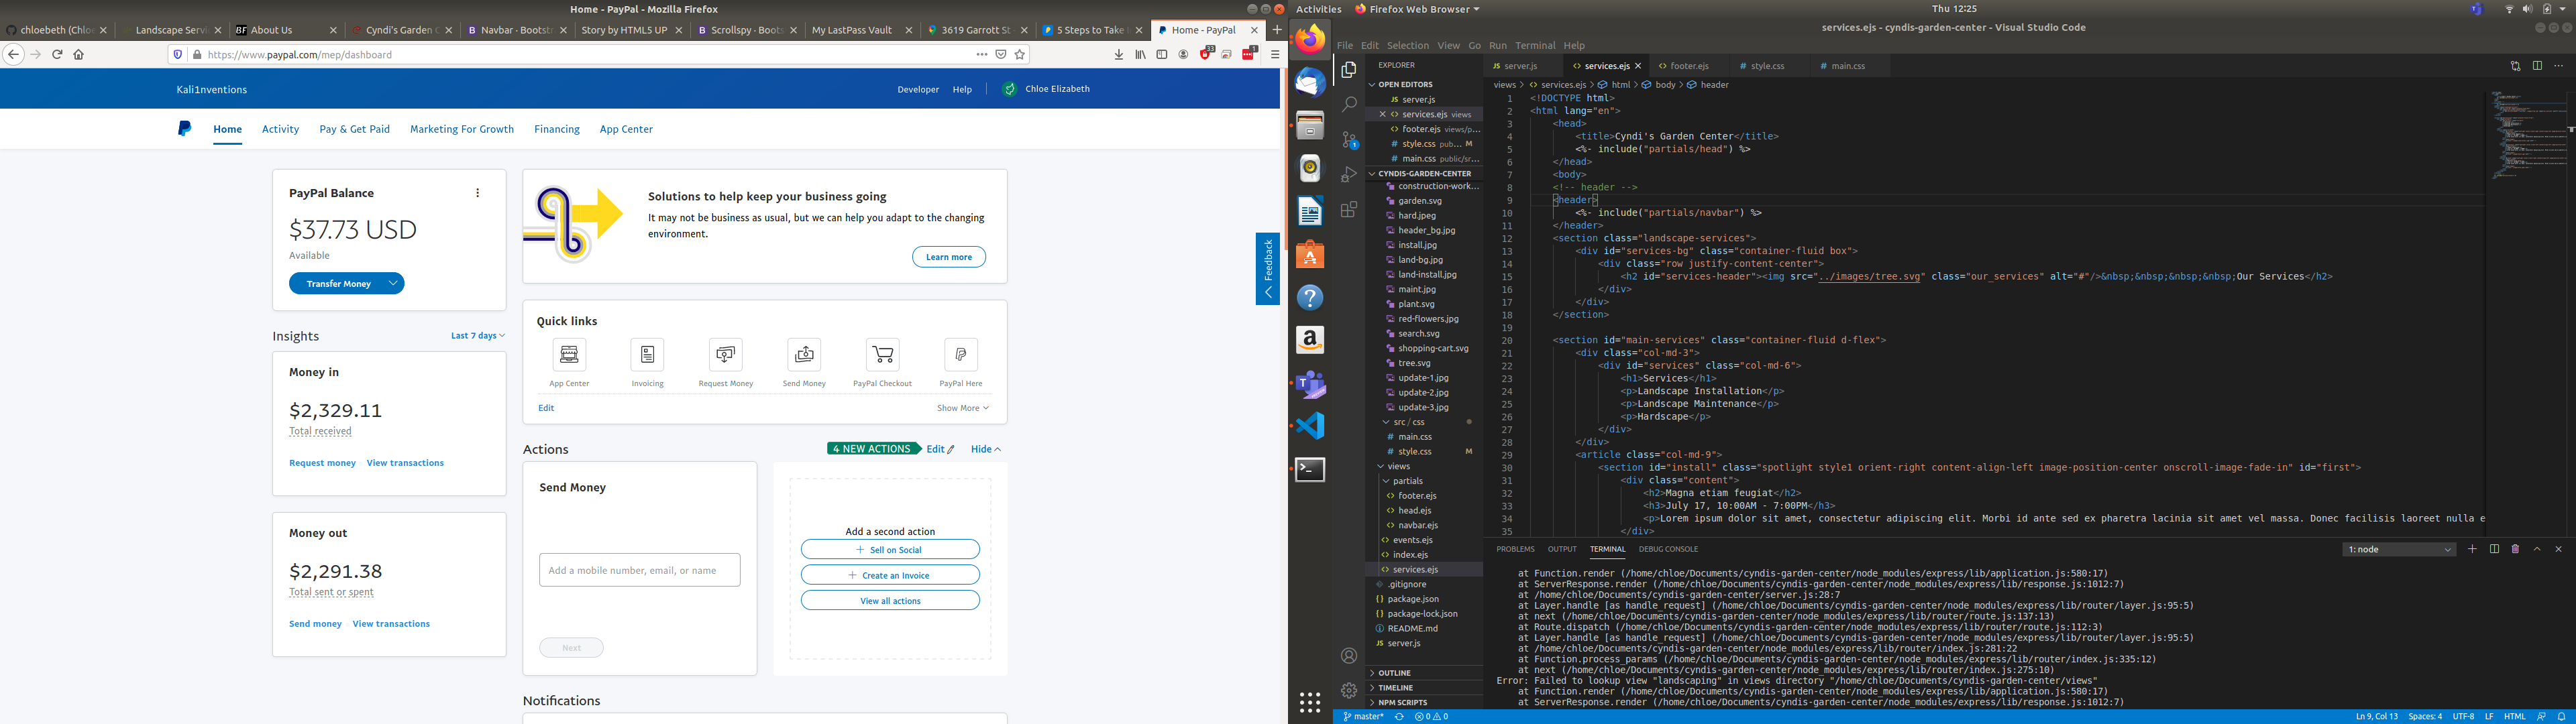 Home - PayPal - Mozilla Firefox
chloebeth (Chloe
Landscape Servi
BF About Us
Cyndi's Garden C
B Navbar · Bootstr
Story by HTML5 UP
B Scrollspy · Boots
My LastPass Vault
3619 Garrott St
5 Steps to Take
Home - PayPal
https://www.paypal.com/mep/dashboard
Kali1nventions
Developer Help Chloe Elizabeth
Home Activity Pay & Get Paid Marketing For Growth Financing App Center
PayPal Balance
$37.73 USD
Available
Transfer Money
Insights
Last 7 days
Money in
$2,329.11
Total received
Request money View transactions
Money out
$2,291.38
Total sent or spent
Send money View transactions
Solutions to help keep your business going
It may not be business as usual, but we can help you adapt to the changing
environment.
Learn more
Feedback
Quick links
App Center Invoicing Request Money Send Money PayPal Checkout PayPal Here
Edit Show More
Actions
4 NEW ACTIONS Edit Hide
Send Money
Add a mobile number, email, or name
Next
Add a second action
Sell on Social
Create an Invoice
View all actions
Notifications
Activities Firefox Web Browser
Thu 12:25
services.ejs - cyndis-garden-center - Visual Studio Code
File Edit Selection View Go Run Terminal Help
EXPLORER
OPEN EDITORS
server.js
services.ejs views
footer.ejs views/p...
style.css pub... M
main.css public/sr...
CYNDIS-GARDEN-CENTER
construction-work...
garden.svg
hard.jpeg
header_bg.jpg
install.jpg
land-bg.jpg
land-install.jpg
maint.jpg
plant.svg
red-flowers.jpg
search.svg
shopping-cart.svg
tree.svg
update-1.jpg
update-2.jpg
update-3.jpg
src / css
main.css
style.css M
views
partials
footer.ejs
head.ejs
navbar.ejs
events.ejs
index.ejs
services.ejs
.gitignore
package.json
package-lock.json
README.md
server.js
OUTLINE
TIMELINE
NPM SCRIPTS
JS server.js
services.ejs
footer.ejs
# style.css
# main.css
views > services.ejs > html > body > header
1 <!DOCTYPE html>
2 <html lang="en">
3 <head>
4 <title>Cyndi's Garden Center</title>
5 <%- include("partials/head") %>
6 </head>
7 <body>
8 <!-- header -->
9 <header>
10 <%- include("partials/navbar") %>
11 </header>
12 <section class="landscape-services">
13 <div id="services-bg" class="container-fluid box">
14 <div class="row justify-content-center">
15 <h2 id="services-header"><img src="../images/tree.svg" class="our_services" alt="#"/>&nbsp;&nbsp;&nbsp;&nbsp;Our Services</h2>
16 </div>
17 </div>
18 </section>
19
20 <section id="main-services" class="container-fluid d-flex">
21 <div class="col-md-3">
22 <div id="services" class="col-md-6">
23 <h1>Services</h1>
24 <p>Landscape Installation</p>
25 <p>Landscape Maintenance</p>
26 <p>Hardscape</p>
27 </div>
28 </div>
29 <article class="col-md-9">
30 <section id="install" class="spotlight style1 orient-right content-align-left image-position-center onscroll-image-fade-in" id="first">
31 <div class="content">
32 <h2>Magna etiam feugiat</h2>
33 <h3>July 17, 10:00AM - 7:00PM</h3>
34 <p>Lorem ipsum dolor sit amet, consectetur adipiscing elit. Morbi id ante sed ex pharetra lacinia sit amet vel massa. Donec facilisis laoreet nulla e
35 </div>
PROBLEMS OUTPUT TERMINAL DEBUG CONSOLE
1: node
at Function.render (/home/chloe/Documents/cyndis-garden-center/node_modules/express/lib/application.js:580:17)
at ServerResponse.render (/home/chloe/Documents/cyndis-garden-center/node_modules/express/lib/response.js:1012:7)
at /home/chloe/Documents/cyndis-garden-center/server.js:28:7
at Layer.handle [as handle_request] (/home/chloe/Documents/cyndis-garden-center/node_modules/express/lib/router/layer.js:95:5)
at next (/home/chloe/Documents/cyndis-garden-center/node_modules/express/lib/router/route.js:137:13)
at Route.dispatch (/home/chloe/Documents/cyndis-garden-center/node_modules/express/lib/router/route.js:112:3)
at Layer.handle [as handle_request] (/home/chloe/Documents/cyndis-garden-center/node_modules/express/lib/router/layer.js:95:5)
at /home/chloe/Documents/cyndis-garden-center/node_modules/express/lib/router/index.js:281:22
at Function.process_params (/home/chloe/Documents/cyndis-garden-center/node_modules/express/lib/router/index.js:335:12)
at next (/home/chloe/Documents/cyndis-garden-center/node_modules/express/lib/router/index.js:275:10)
Error: Failed to lookup view "landscaping" in views directory "/home/chloe/Documents/cyndis-garden-center/views"
at Function.render (/home/chloe/Documents/cyndis-garden-center/node_modules/express/lib/application.js:580:17)
at ServerResponse.render (/home/chloe/Documents/cyndis-garden-center/node_modules/express/lib/response.js:1012:7)
master* 0 0
Ln 9, Col 13 Spaces: 4 UTF-8 LF HTML